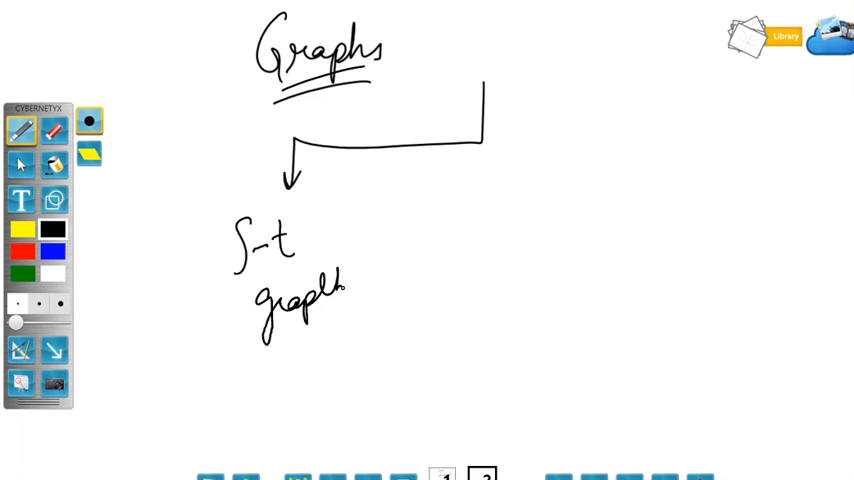 Library
Graphs
CYBERNETYX
S-t
graph
T
1
2